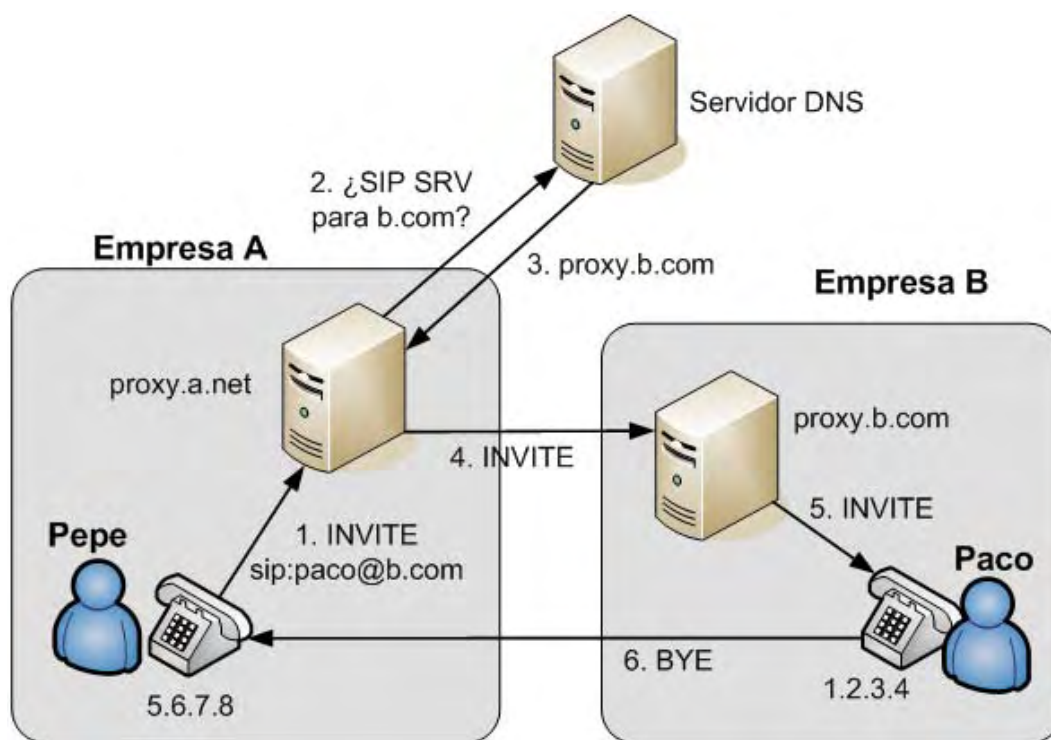 Servidor DNS
2. ¿SIP SRV
para b.com?
3. proxy.b.com
Empresa A
Empresa B
proxy.a.net
proxy.b.com
4. INVITE
5. INVITE
Pepe
1. INVITE
sip:paco@b.com
Paco
6. BYE
5.6.7.8
1.2.3.4